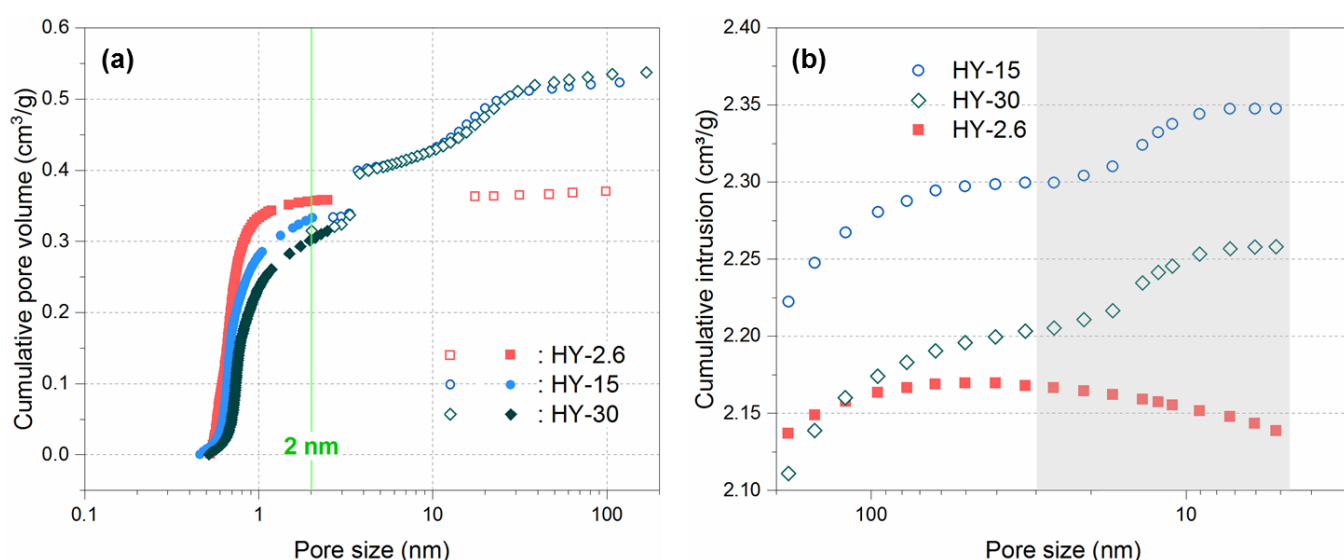 (a)
Cumulative pore volume (cm³/g)
0.6
0.5
0.4
0.3
0.2
0.1
0.0
2 nm
: HY-2.6
: HY-15
: HY-30
0.1
1
10
100
Pore size (nm)
(b)
Cumulative intrusion (cm³/g)
2.40
2.35
2.30
2.25
2.20
2.15
2.10
HY-15
HY-30
HY-2.6
100
10
Pore size (nm)